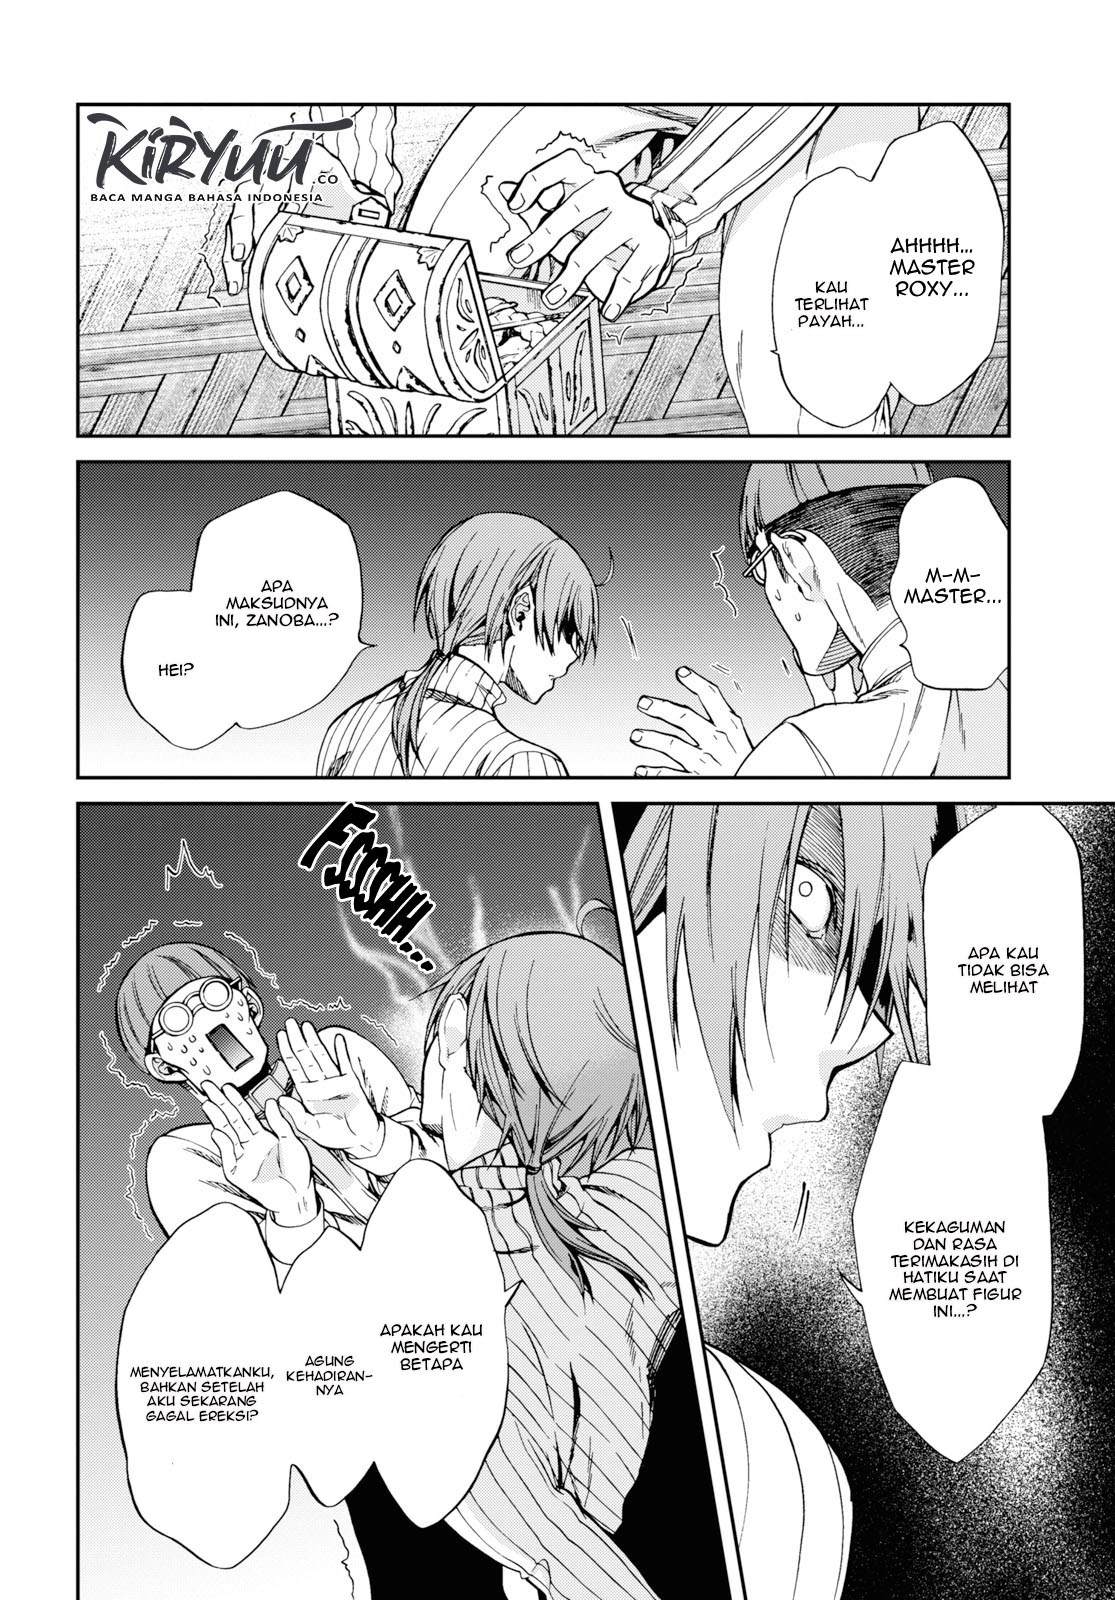 KIRYUU.CO
BACA MANGA BAHASA INDONESIA
AHHHH...
MASTER
ROXY...
KAU
TERLIHAT
PAYAH...
M-M-
MASTER...
APA
MAKSUDNYA
INI, ZANOBA...?
HEI?
APA KAU
TIDAK BISA
MELIHAT
KEKAGUMAN
DAN RASA
TERIMAKASIH DI
HATIKU SAAT
MEMBUAT FIGUR
INI...?
FSCCCHH...
APAKAH KAU
MENGERTI
BETAPA
AGUNG
KEHADIRAN-
NYA
MENYELAMATKANKU,
BAHKAN SETELAH
AKU SEKARANG
GAGAL EREKSI?